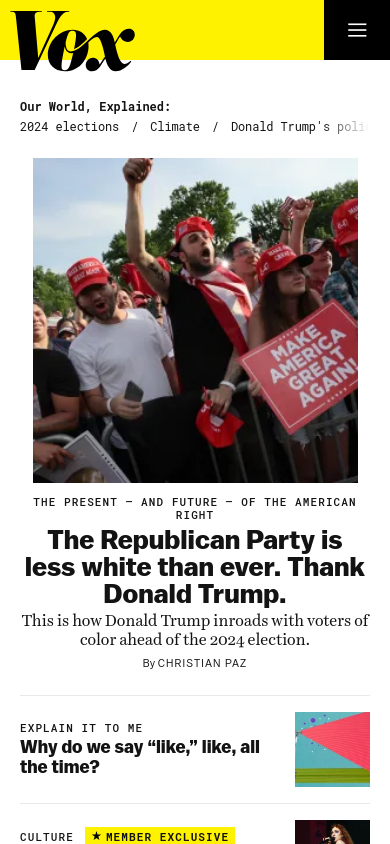 Vox
Our World, Explained:
2024 elections / Climate / Donald Trump's
MAKE
AMERICA
GREAT
AGAIN!
THE PRESENT — AND FUTURE — OF THE AMERICAN
RIGHT
The Republican Party is
less white than ever. Thank
Donald Trump.
This is how Donald Trump inroads with voters of
color ahead of the 2024 election.
By CHRISTIAN PAZ
EXPLAIN IT TO ME
Why do we say “like,” like, all
the time?
CULTURE ★ MEMBER EXCLUSIVE